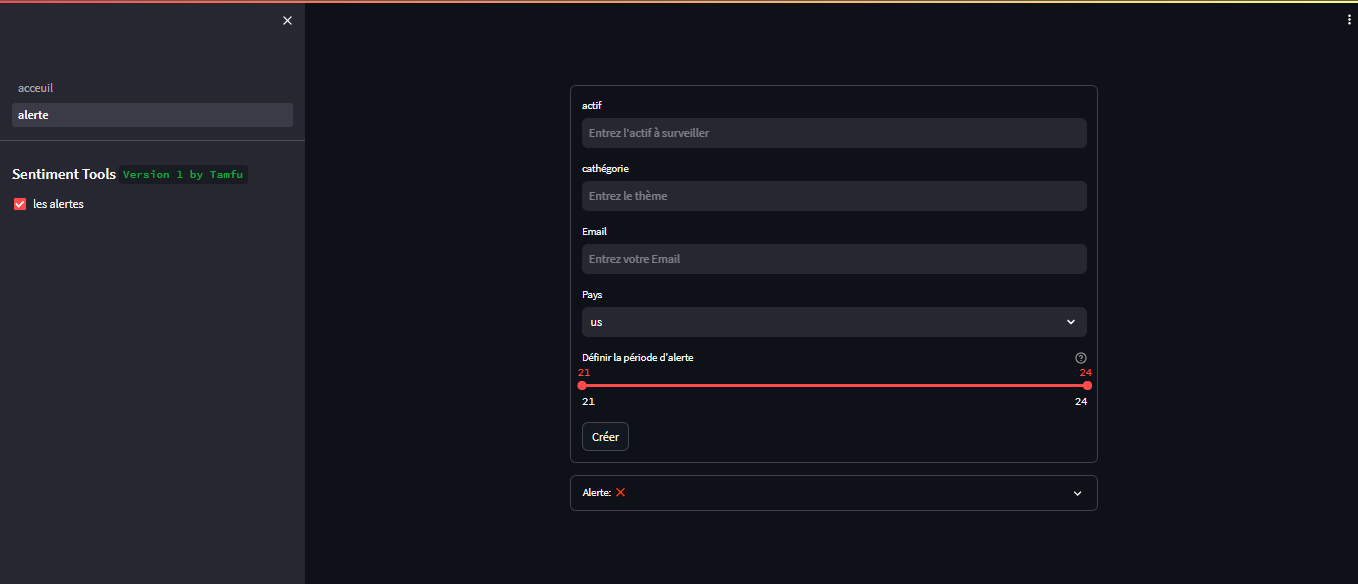 acceuil
alerte
Sentiment Tools Version 1 by Tamfu
les alertes
actif
Entrez l'actif à surveiller
cathégorie
Entrez le thème
Email
Entrez votre Email
Pays
us
Définir la période d'alerte
21 24
21 24
Créer
Alerte: ❌